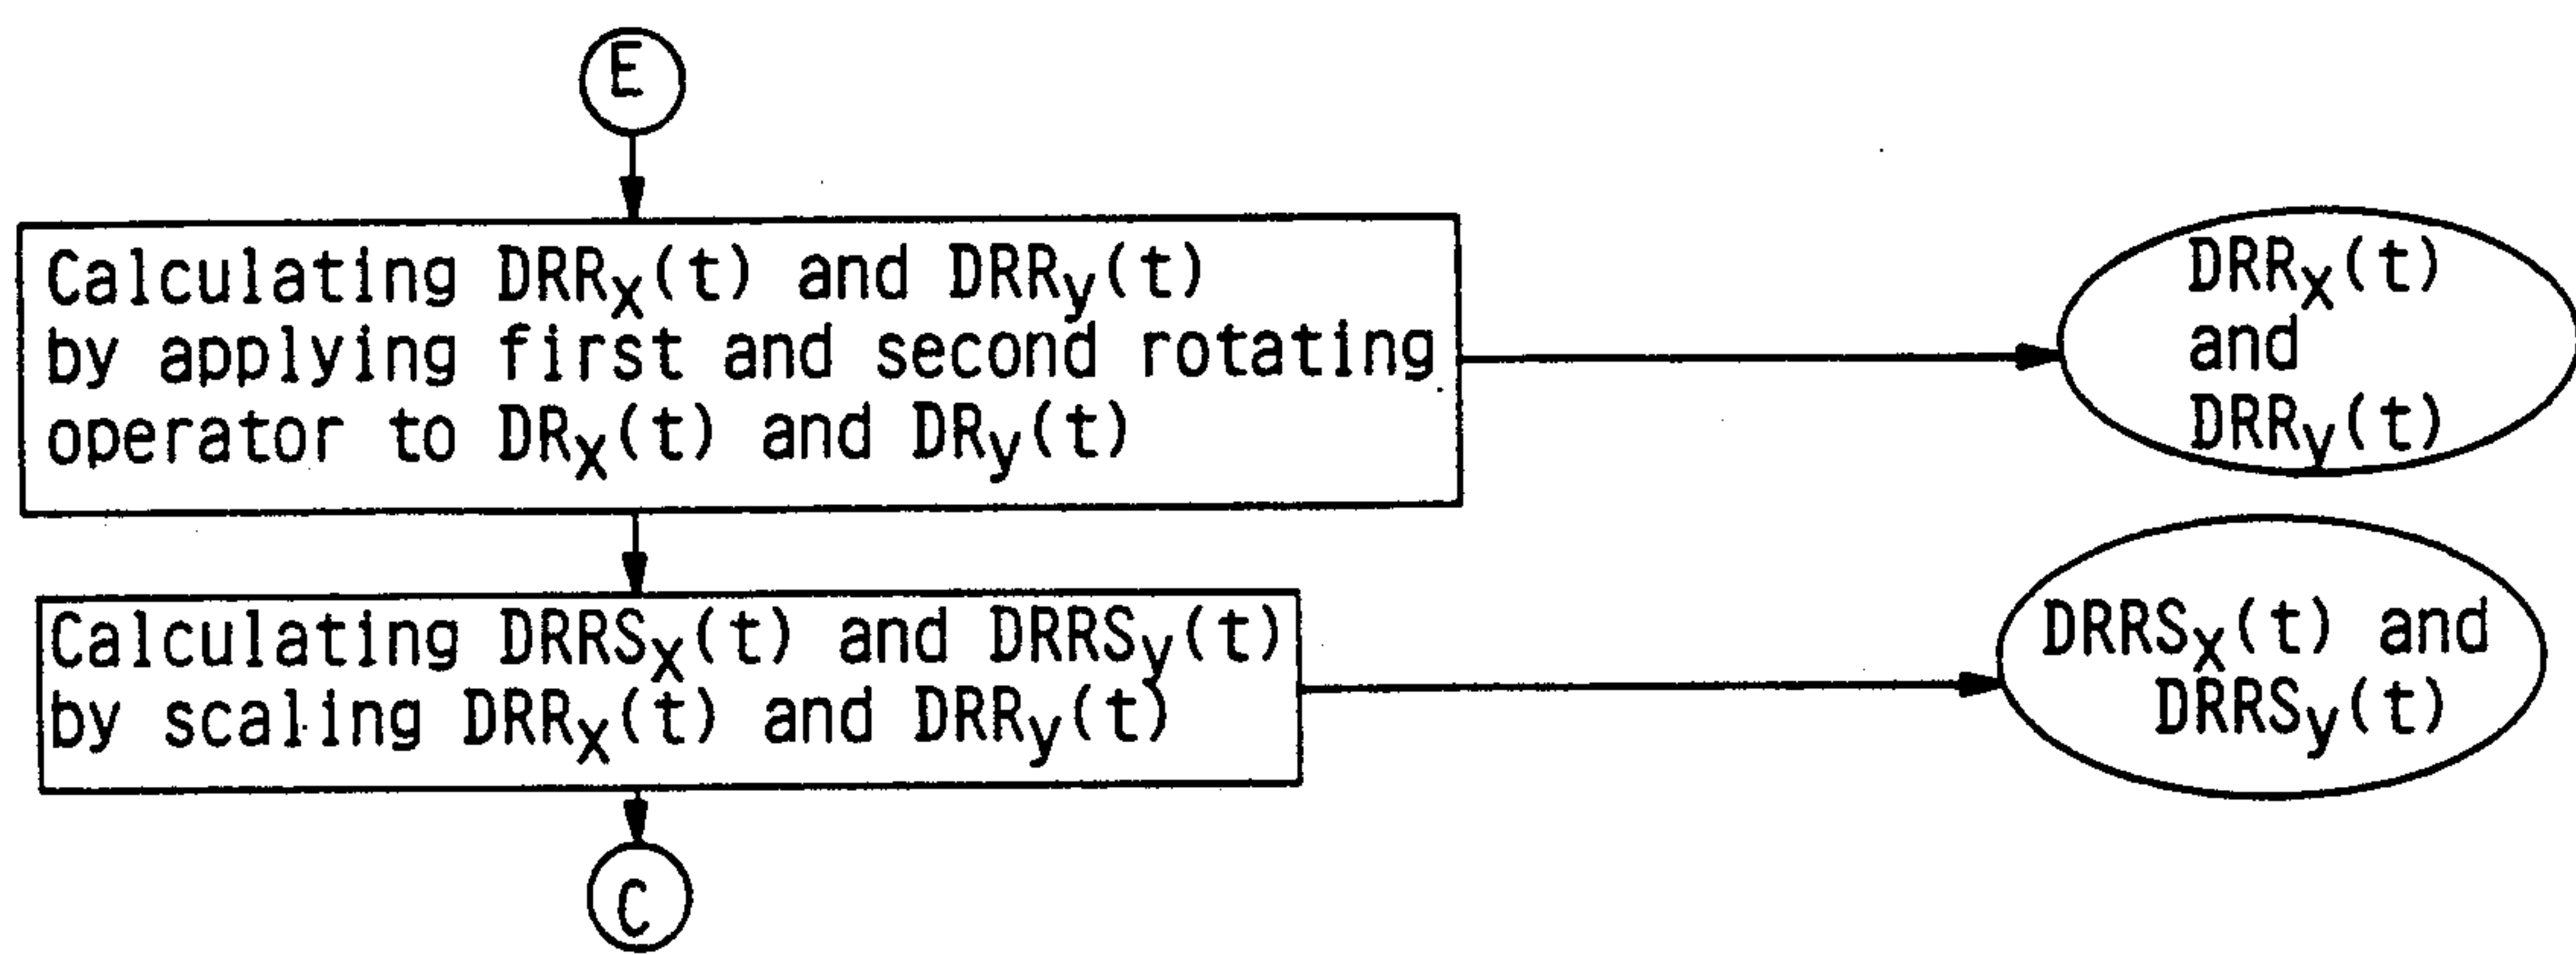 E
Calculating DRRx(t) and DRRy(t)
by applying first and second rotating
operator to DRx(t) and DRy(t)
DRRx(t)
and
DRRy(t)
Calculating DRRSx(t) and DRRSy(t)
by scaling DRRx(t) and DRRy(t)
DRRSx(t) and
DRRSy(t)
C